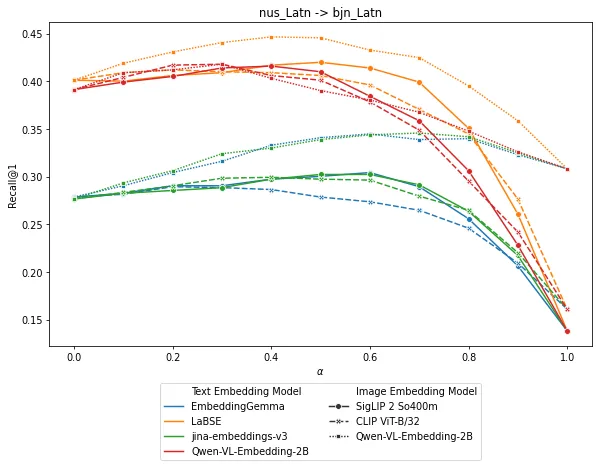 nus_Latn -> bjn_Latn
0.45
0.40
0.35
0.30
0.25
0.20
0.15
Recall@1
0.0 0.2 0.4 0.6 0.8 1.0
α
Text Embedding Model Image Embedding Model
EmbeddingGemma SigLIP 2 So400m
LaBSE CLIP ViT-B/32
jina-embeddings-v3 Qwen-VL-Embedding-2B
Qwen-VL-Embedding-2B